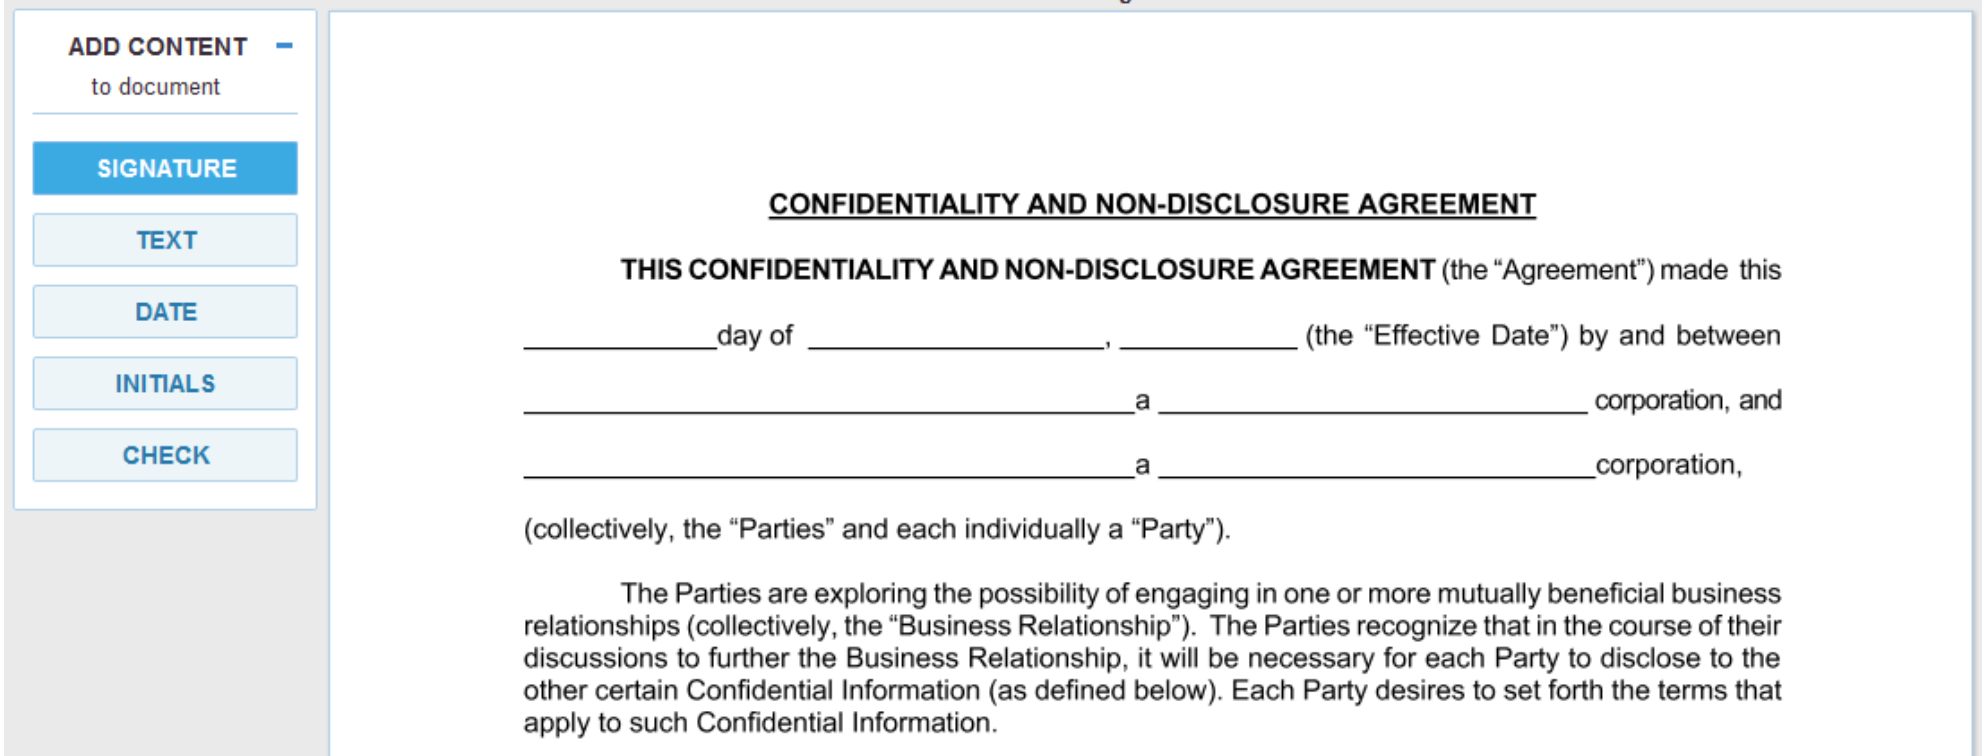 ADD CONTENT –
to document
SIGNATURE
TEXT
DATE
INITIALS
CHECK
CONFIDENTIALITY AND NON-DISCLOSURE AGREEMENT
THIS CONFIDENTIALITY AND NON-DISCLOSURE AGREEMENT (the “Agreement”) made this
____________day of ___________________, ___________ (the “Effective Date”) by and between
_______________________________________a ___________________________ corporation, and
_______________________________________a ____________________________corporation,
(collectively, the “Parties” and each individually a “Party”).
The Parties are exploring the possibility of engaging in one or more mutually beneficial business
relationships (collectively, the “Business Relationship”). The Parties recognize that in the course of their
discussions to further the Business Relationship, it will be necessary for each Party to disclose to the
other certain Confidential Information (as defined below). Each Party desires to set forth the terms that
apply to such Confidential Information.